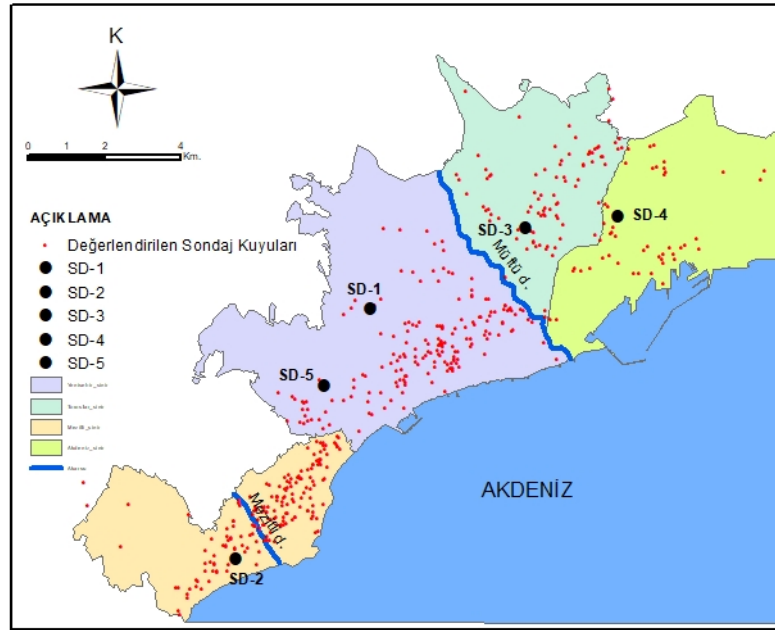 K
0 1 2 4
Km.
AÇIKLAMA
Değerlendirilen Sondaj Kuyuları
SD-1
SD-2
SD-3
SD-4
SD-5
SD-3
SD-4
Müftü d.
SD-1
SD-5
AKDENİZ
Mezitli d.
SD-2